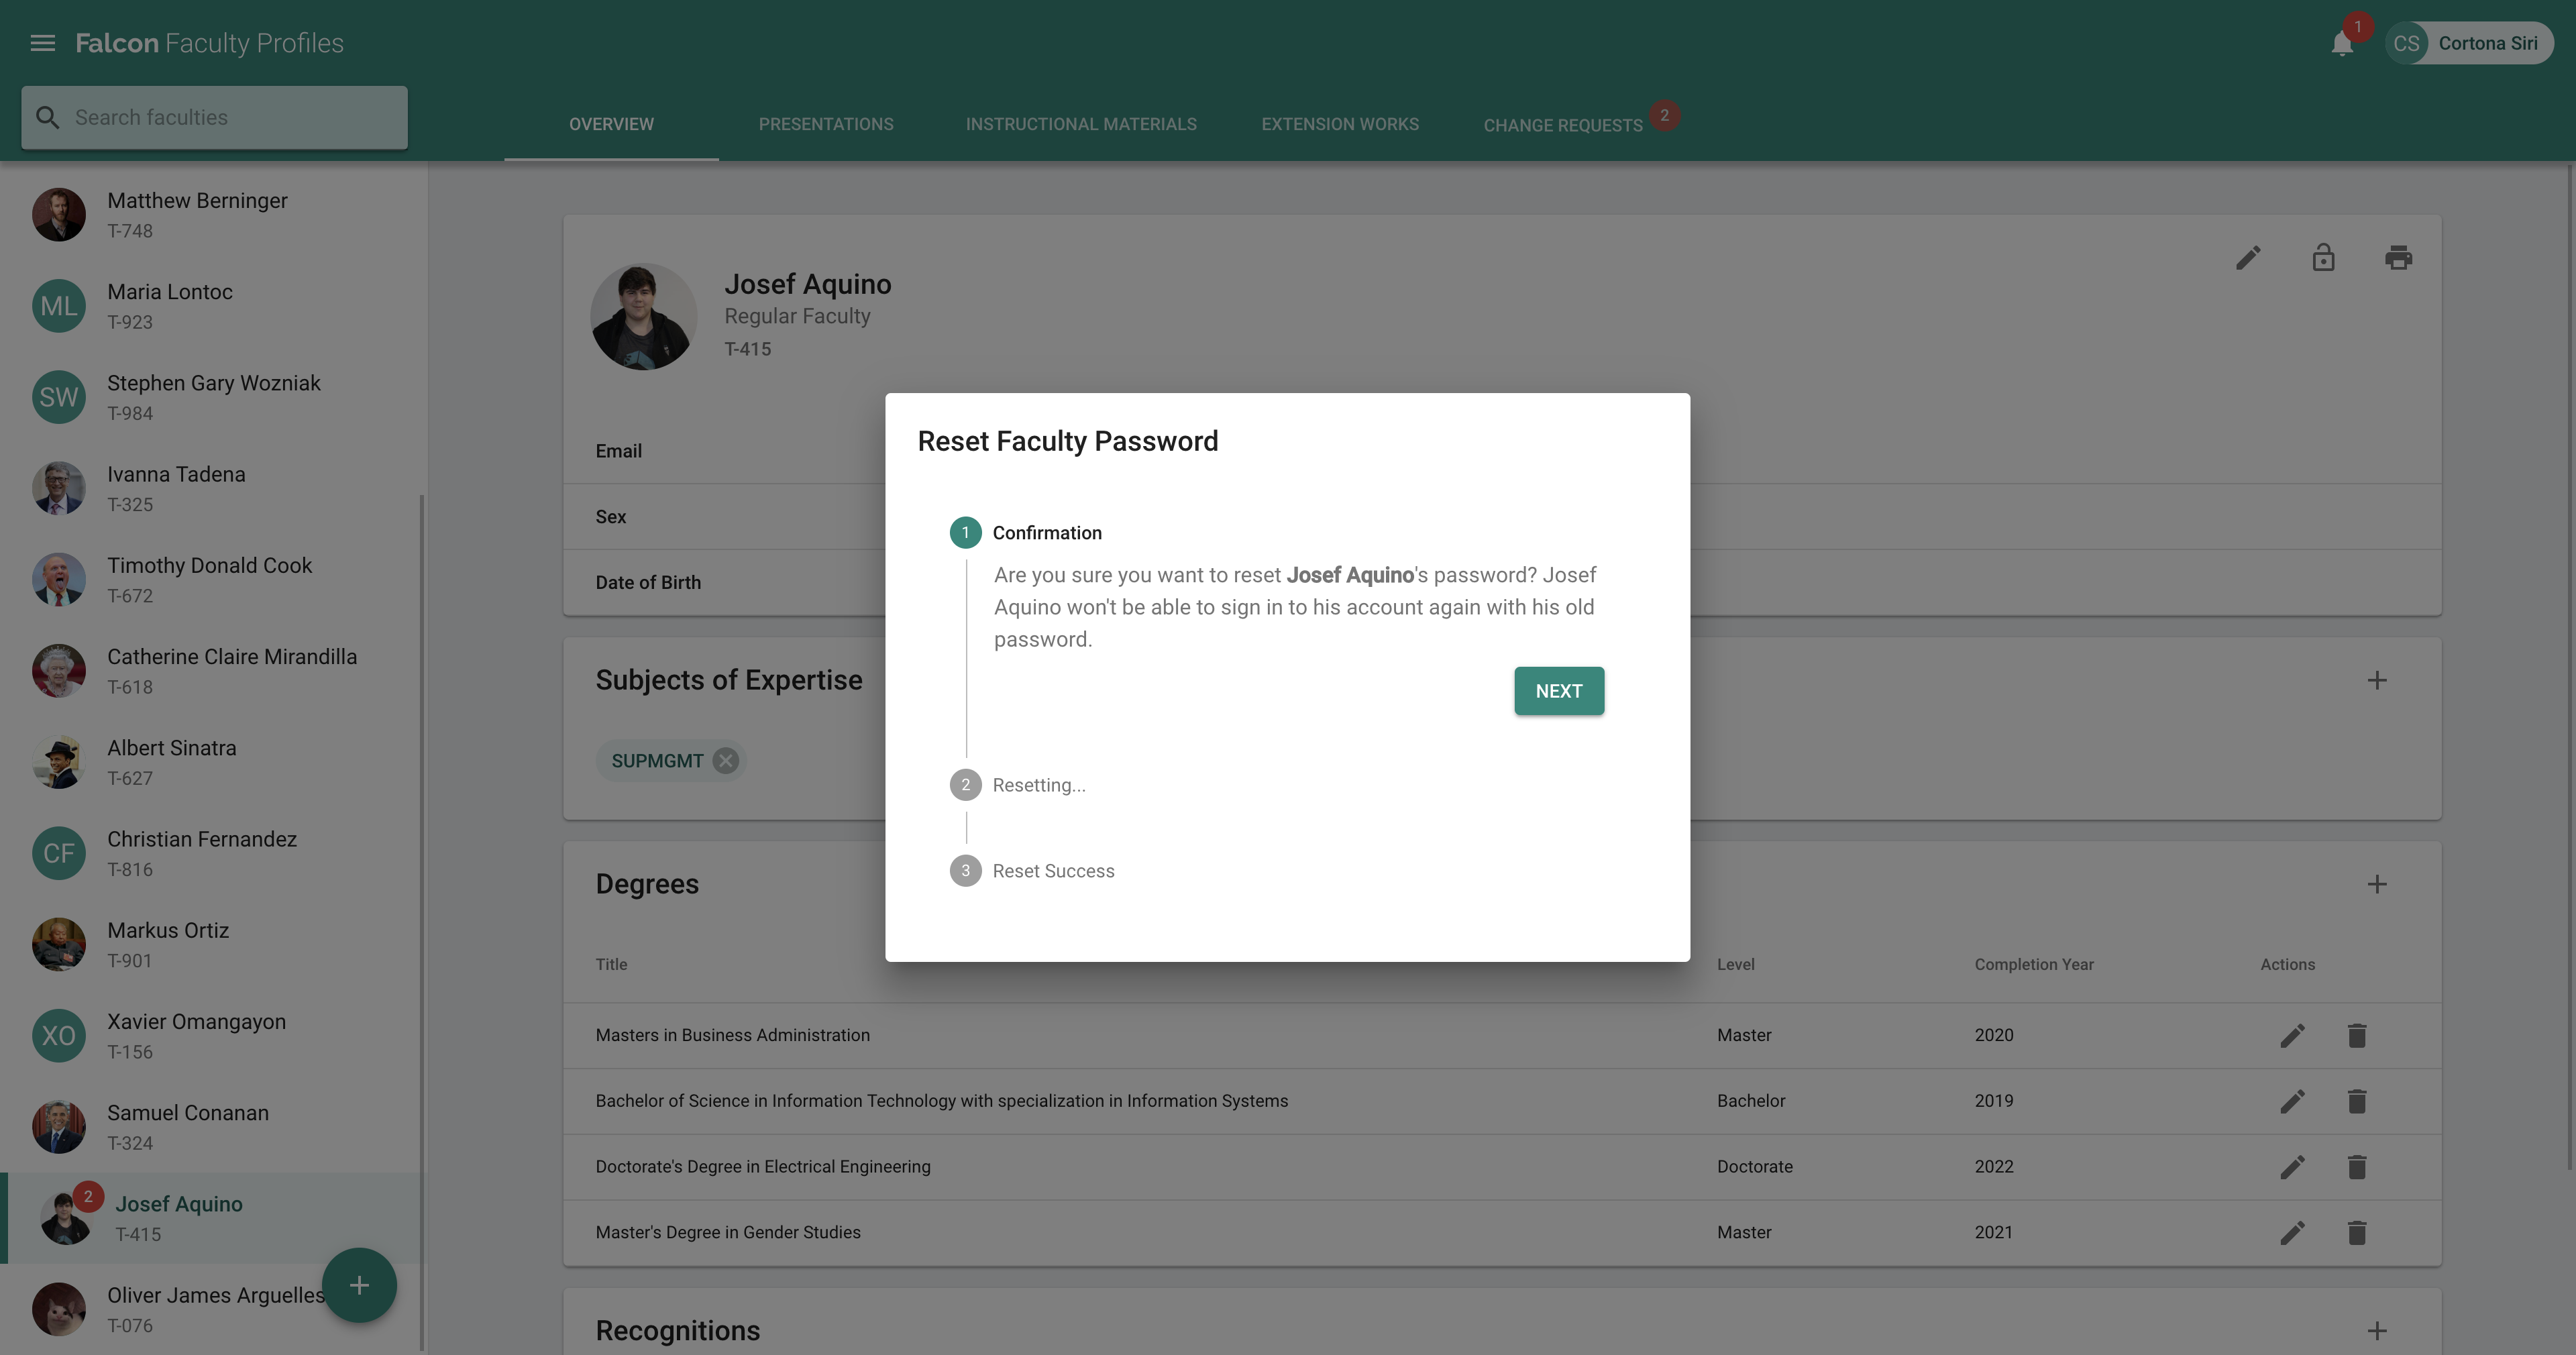 Falcon Faculty Profiles
1
CS
Cortona Siri
Search faculties
OVERVIEW
PRESENTATIONS
INSTRUCTIONAL MATERIALS
EXTENSION WORKS
CHANGE REQUESTS
2
Matthew Berninger
T-748
ML
Maria Lontoc
T-923
SW
Stephen Gary Wozniak
T-984
Ivanna Tadena
T-325
Timothy Donald Cook
T-672
Catherine Claire Mirandilla
T-618
Albert Sinatra
T-627
CF
Christian Fernandez
T-816
Markus Ortiz
T-901
XO
Xavier Omangayon
T-156
Samuel Conanan
T-324
2
Josef Aquino
T-415
Oliver James Arguelles
T-076
Josef Aquino
Regular Faculty
T-415
Email
Sex
Date of Birth
Subjects of Expertise
SUPMGMT
Degrees
Title
Level
Completion Year
Actions
Masters in Business Administration
Master
2020
Bachelor of Science in Information Technology with specialization in Information Systems
Bachelor
2019
Doctorate's Degree in Electrical Engineering
Doctorate
2022
Master's Degree in Gender Studies
Master
2021
Recognitions
Reset Faculty Password
1
Confirmation
Are you sure you want to reset Josef Aquino's password? Josef
Aquino won't be able to sign in to his account again with his old
password.
NEXT
2
Resetting...
3
Reset Success